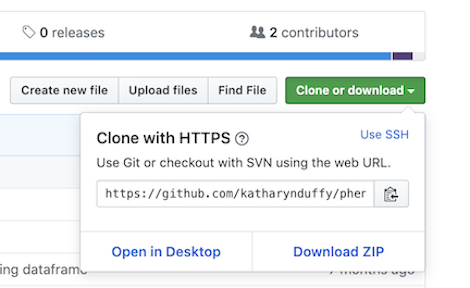 0 releases
2 contributors
Create new file
Upload files
Find File
Clone or download
Clone with HTTPS
Use SSH
Use Git or checkout with SVN using the web URL.
https://github.com/katharynduffy/pher
Open in Desktop
Download ZIP
ing dataframe
7 months ago